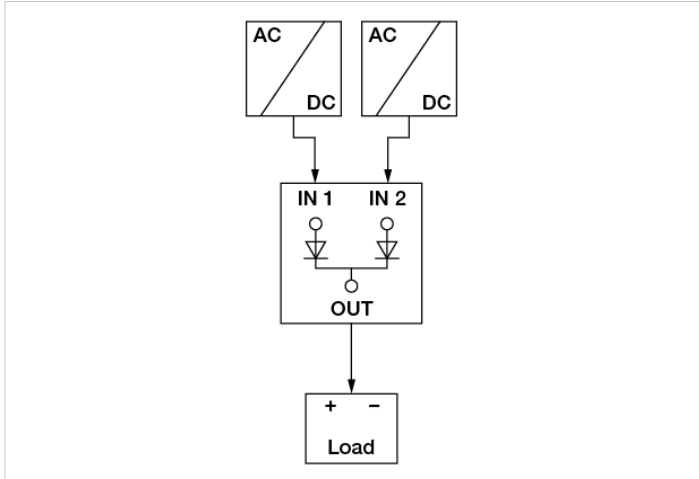 AC
DC
AC
DC
IN 1 IN 2
OUT
+ −
Load